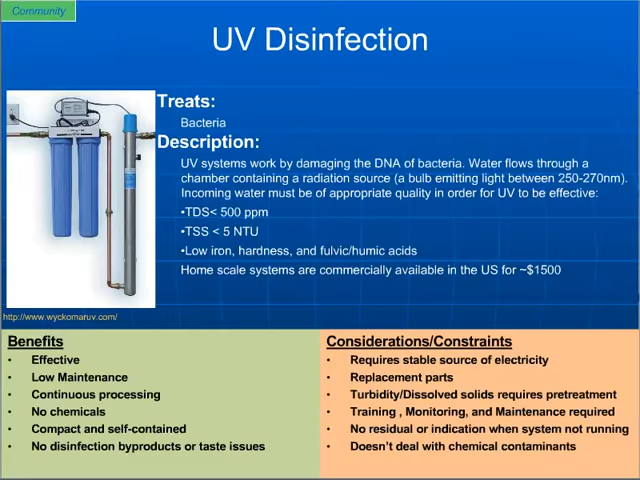 Community
UV Disinfection
Treats:
Bacteria
Description:
UV systems work by damaging the DNA of bacteria. Water flows through a
chamber containing a radiation source (a bulb emitting light between 250-270nm).
Incoming water must be of appropriate quality in order for UV to be effective:
•TDS< 500 ppm
•TSS < 5 NTU
•Low iron, hardness, and fulvic/humic acids
Home scale systems are commercially available in the US for ~$1500
http://www.wyckomaruv.com/
Benefits
• Effective
• Low Maintenance
• Continuous processing
• No chemicals
• Compact and self-contained
• No disinfection byproducts or taste issues
Considerations/Constraints
• Requires stable source of electricity
• Replacement parts
• Turbidity/Dissolved solids requires pretreatment
• Training , Monitoring, and Maintenance required
• No residual or indication when system not running
• Doesn't deal with chemical contaminants